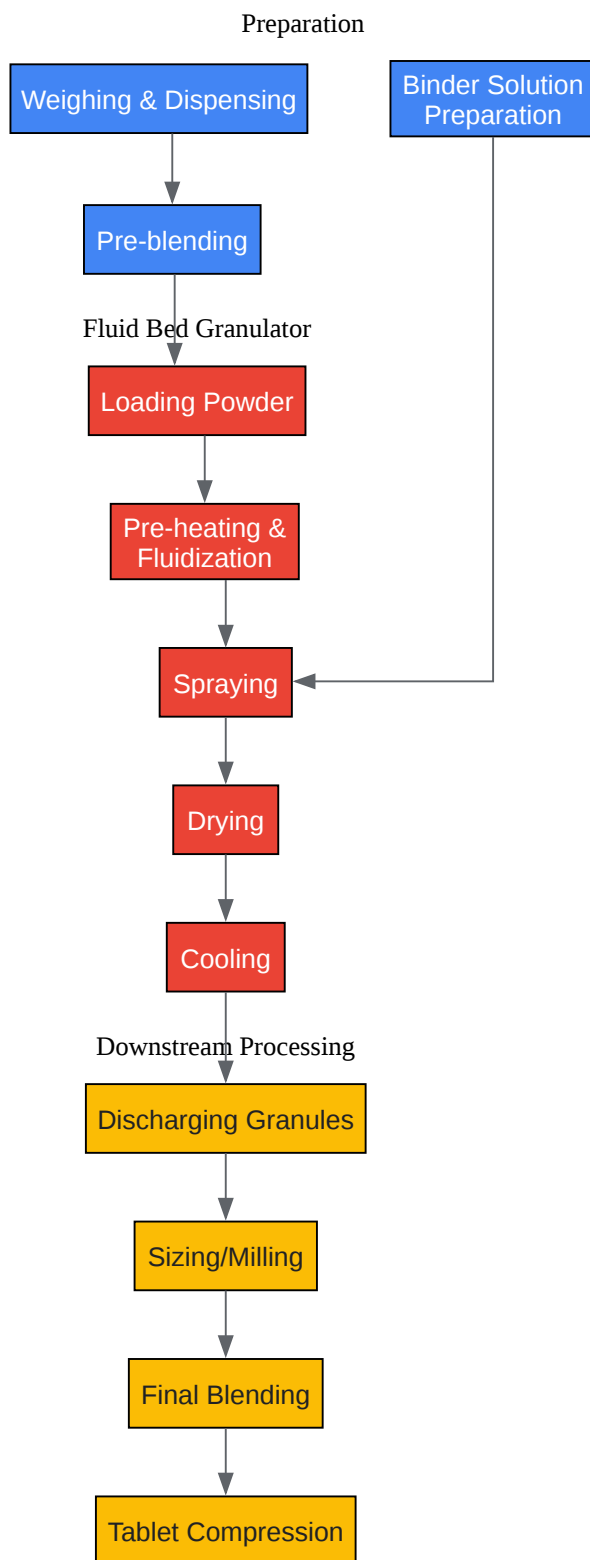 Preparation
Weighing & Dispensing
Binder Solution
Preparation
Pre-blending
Fluid Bed Granulator
Loading Powder
Pre-heating &
Fluidization
Spraying
Drying
Cooling
Downstream Processing
Discharging Granules
Sizing/Milling
Final Blending
Tablet Compression